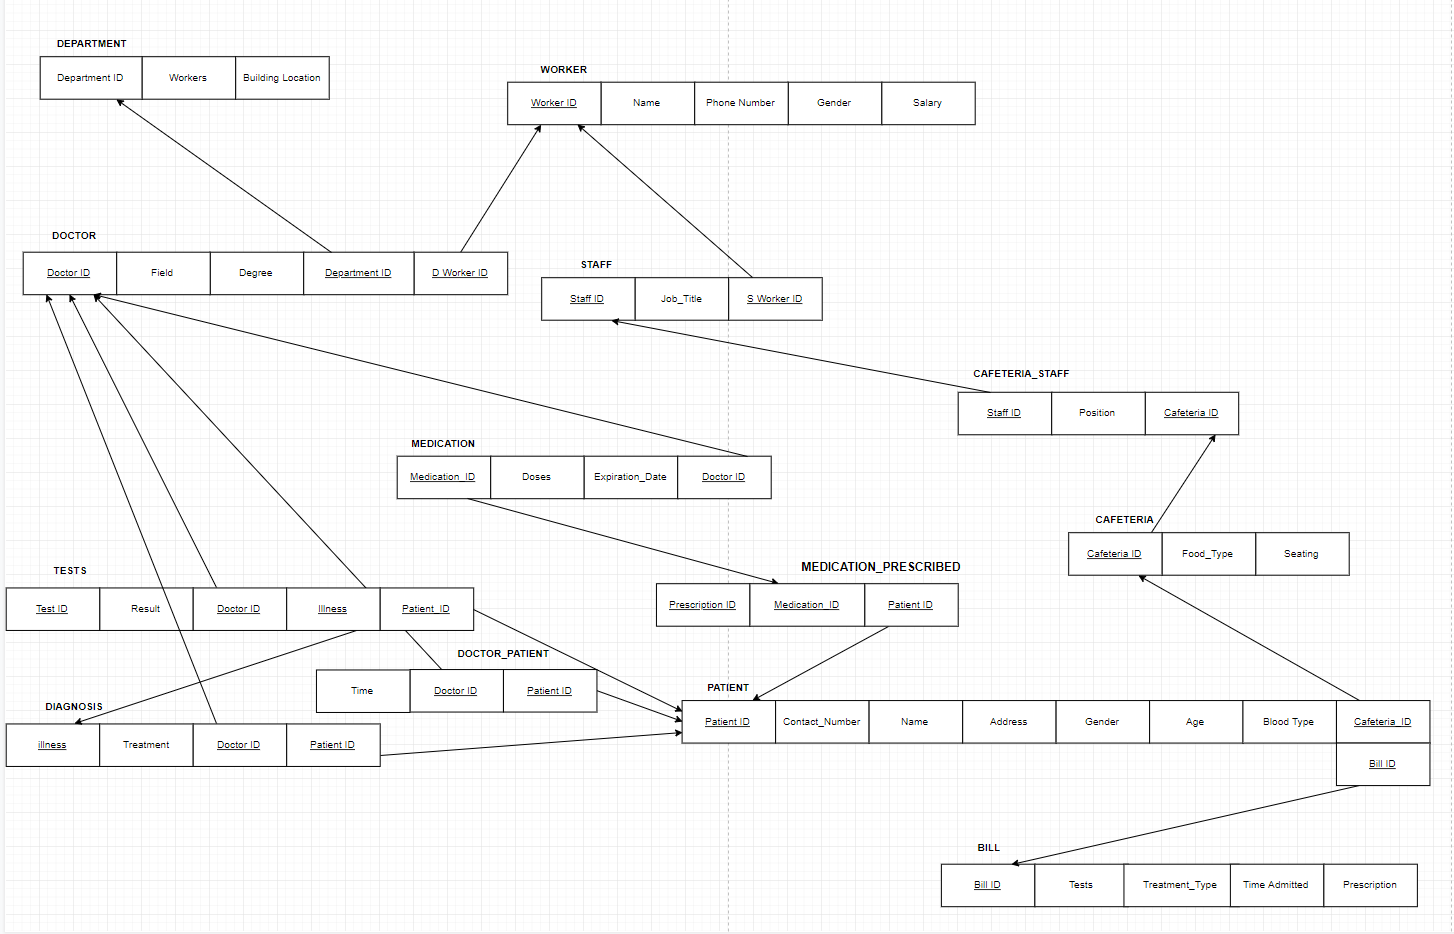 DEPARTMENT
Department ID Workers Building Location
WORKER
Worker ID Name Phone Number Gender Salary
DOCTOR
Doctor ID Field Degree Department ID D Worker ID
STAFF
Staff ID Job_Title S Worker ID
CAFETERIA_STAFF
Staff ID Position Cafeteria ID
MEDICATION
Medication_ID Doses Expiration_Date Doctor ID
CAFETERIA
Cafeteria ID Food_Type Seating
TESTS
Test ID Result Doctor ID Illness Patient_ID
MEDICATION_PRESCRIBED
Prescription ID Medication_ID Patient ID
DOCTOR_PATIENT
Time Doctor ID Patient ID
DIAGNOSIS
illness Treatment Doctor ID Patient ID
PATIENT
Patient ID Contact_Number Name Address Gender Age Blood Type Cafeteria_ID
Bill ID
BILL
Bill ID Tests Treatment_Type Time Admitted Prescription